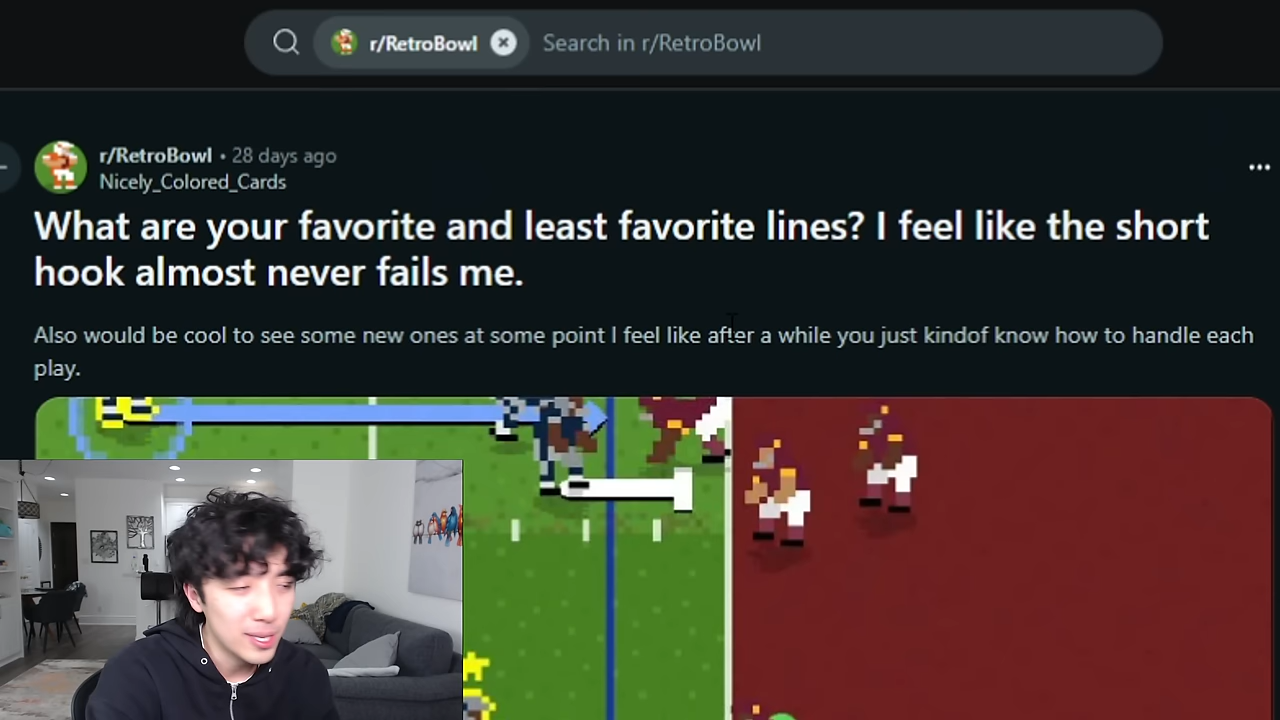 r/RetroBowl Search in r/RetroBowl
r/RetroBowl • 28 days ago
Nicely_Colored_Cards
What are your favorite and least favorite lines? I feel like the short
hook almost never fails me.
Also would be cool to see some new ones at some point I feel like after a while you just kindof know how to handle each
play.